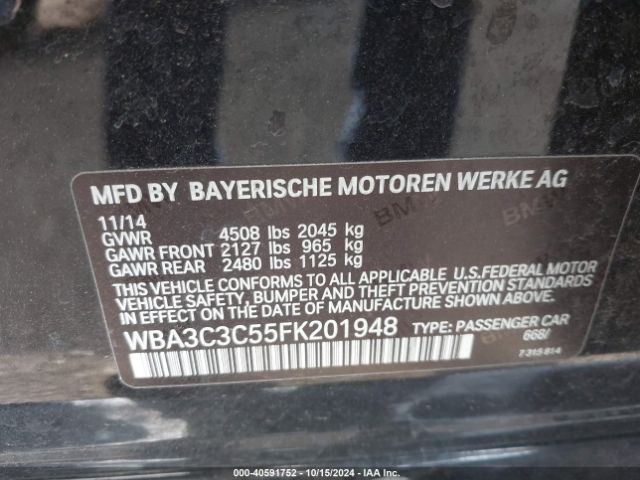 MFD BY BAYERISCHE MOTOREN WERKE AG
11/14
GVWR 4508 lbs 2045 kg
GAWR FRONT 2127 lbs 965 kg
GAWR REAR 2480 lbs 1125 kg
THIS VEHICLE CONFORMS TO ALL APPLICABLE U.S.FEDERAL MOTOR
VEHICLE SAFETY, BUMPER AND THEFT PREVENTION STANDARDS
IN EFFECT ON THE DATE OF MANUFACTURE SHOWN ABOVE.
WBA3C3C55FK201948 TYPE: PASSENGER CAR
668/
7315814
000-40591752 - 10/15/2024 - IAA Inc.